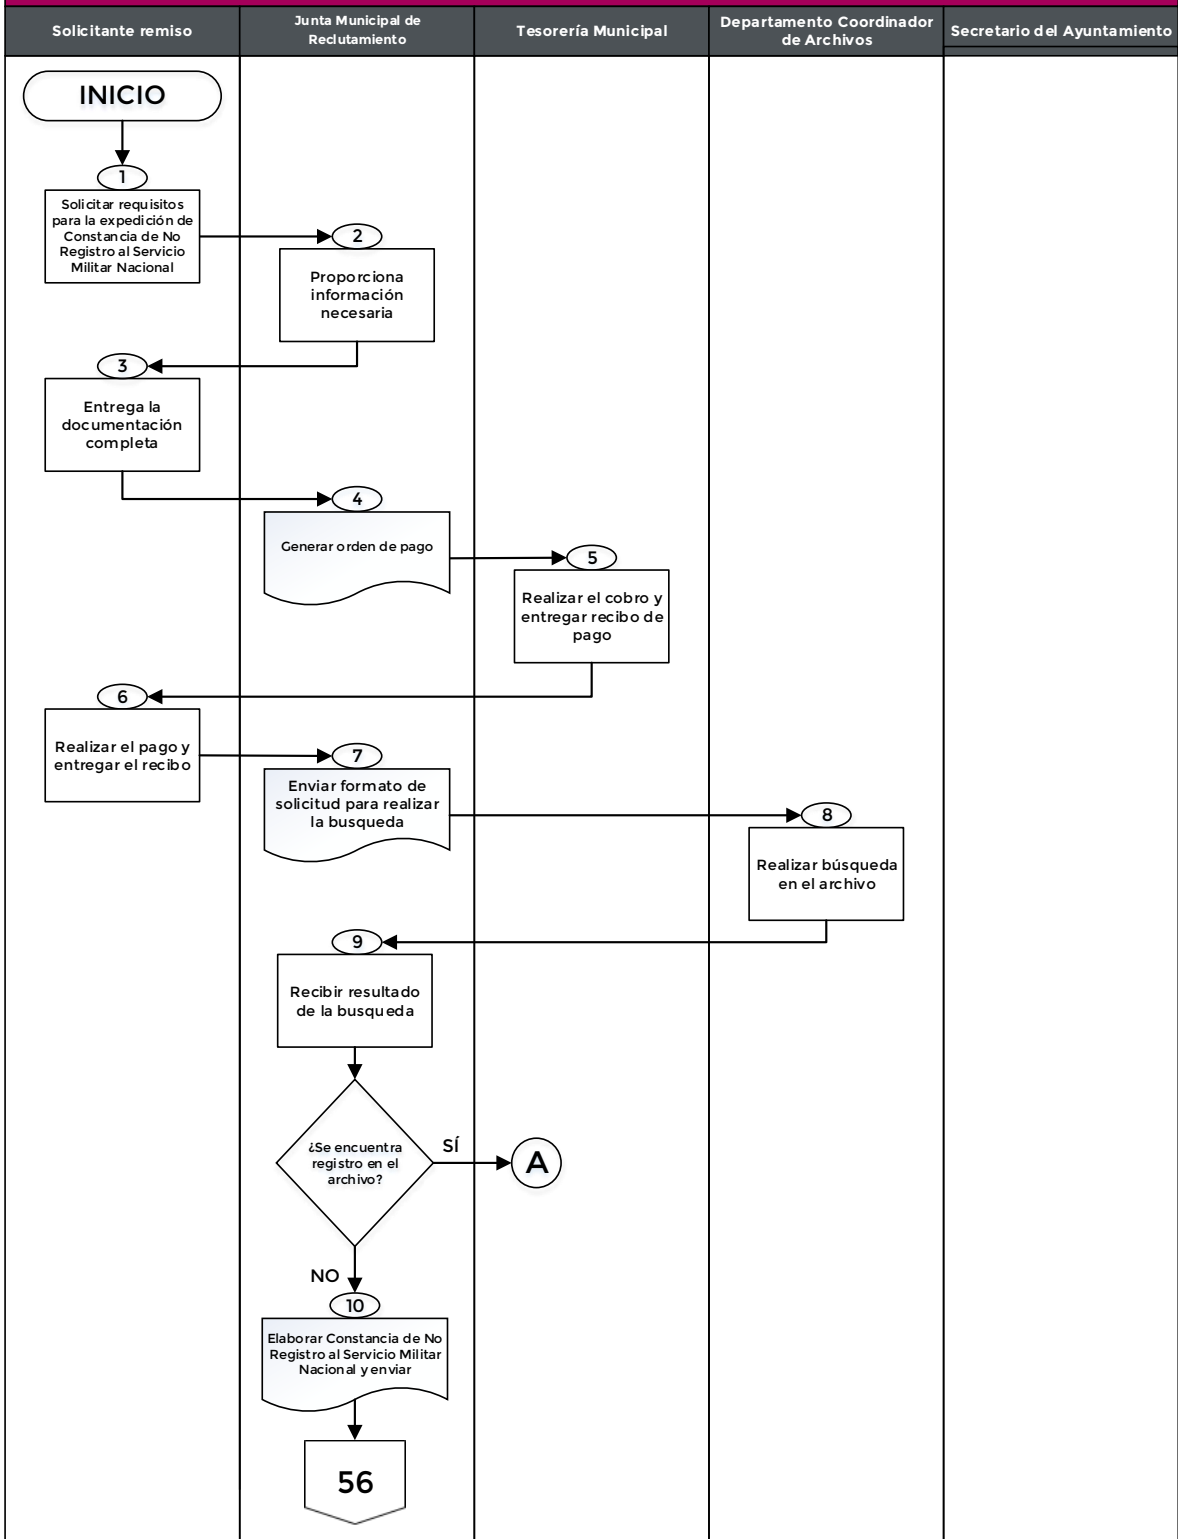 Solicitante remiso
Junta Municipal de
Reclutamiento
Tesorería Municipal
Departamento Coordinador
de Archivos
Secretario del Ayuntamiento
INICIO
1
Solicitar requisitos
para la expedición de
Constancia de No
Registro al Servicio
Militar Nacional
2
Proporciona
información
necesaria
3
Entrega la
documentación
completa
4
Generar orden de pago
5
Realizar el cobro y
entregar recibo de
pago
6
Realizar el pago y
entregar el recibo
7
Enviar formato de
solicitud para realizar
la busqueda
8
Realizar búsqueda
en el archivo
9
Recibir resultado
de la busqueda
¿Se encuentra
registro en el
archivo?
SÍ
A
NO
10
Elaborar Constancia de No
Registro al Servicio Militar
Nacional y enviar
56